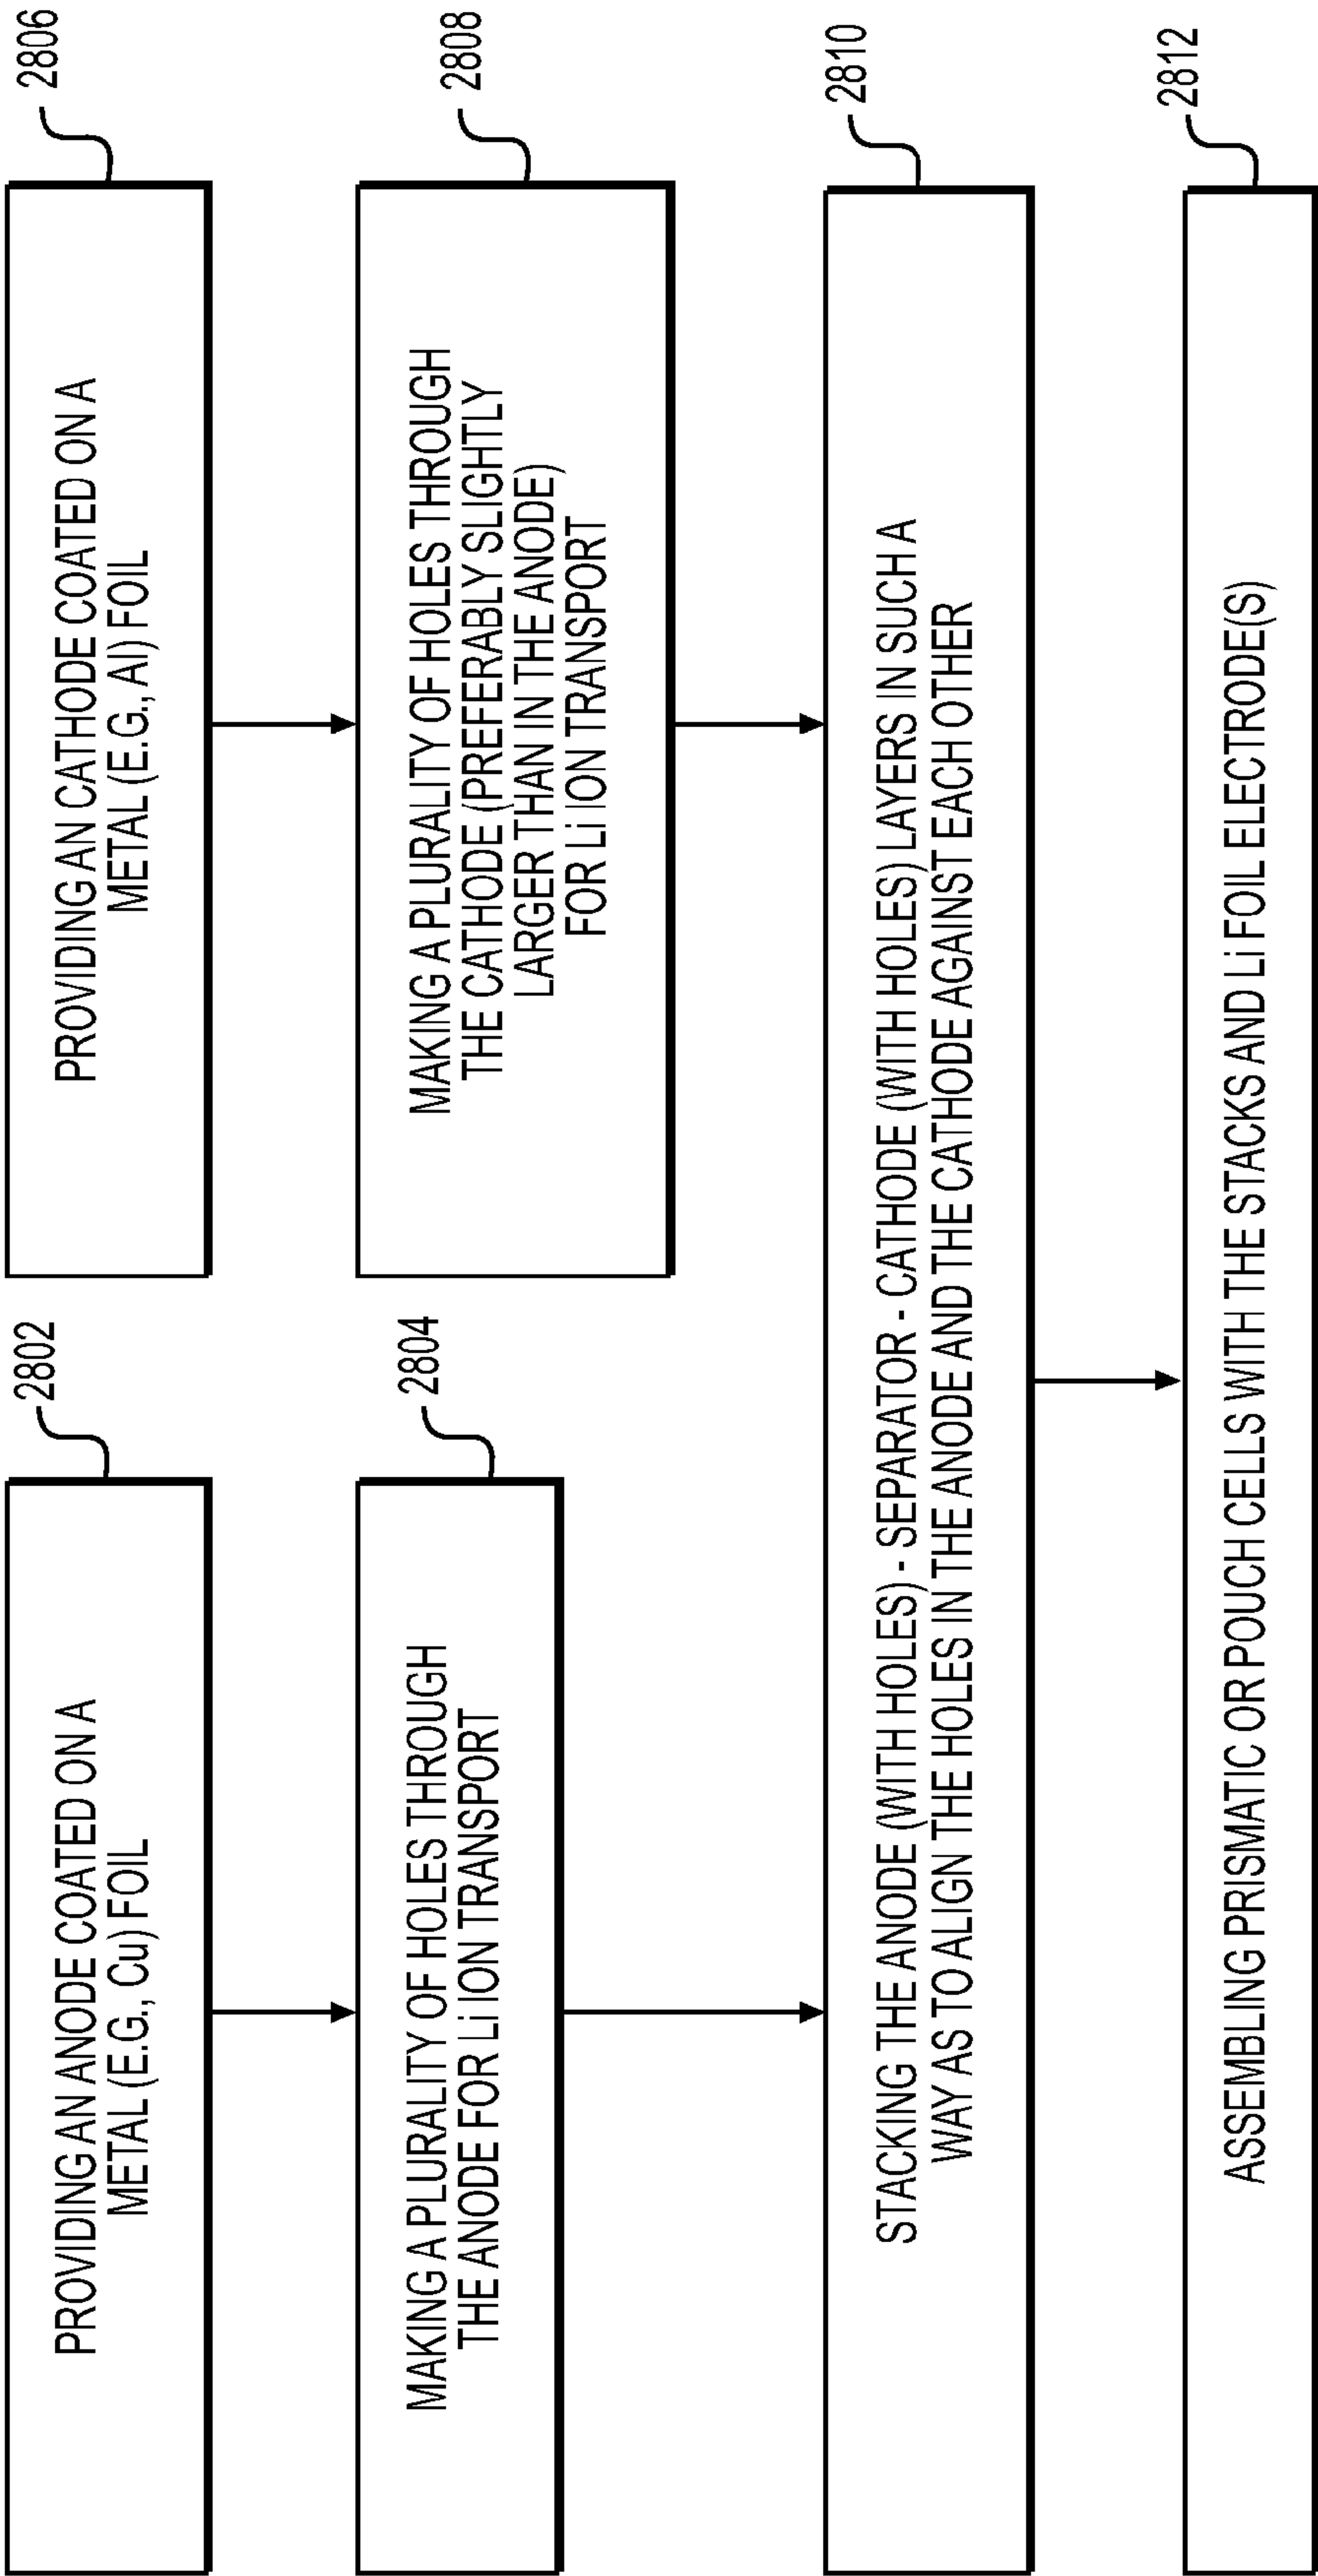 2802
PROVIDING AN ANODE COATED ON A
METAL (E.G., Cu) FOIL
2806
PROVIDING AN CATHODE COATED ON A
METAL (E.G., Al) FOIL
2804
MAKING A PLURALITY OF HOLES THROUGH
THE ANODE FOR Li ION TRANSPORT
2808
MAKING A PLURALITY OF HOLES THROUGH
THE CATHODE (PREFERABLY SLIGHTLY
LARGER THAN IN THE ANODE)
FOR Li ION TRANSPORT
2810
STACKING THE ANODE (WITH HOLES) - SEPARATOR - CATHODE (WITH HOLES) LAYERS IN SUCH A
WAY AS TO ALIGN THE HOLES IN THE ANODE AND THE CATHODE AGAINST EACH OTHER
2812
ASSEMBLING PRISMATIC OR POUCH CELLS WITH THE STACKS AND Li FOIL ELECTRODE(S)